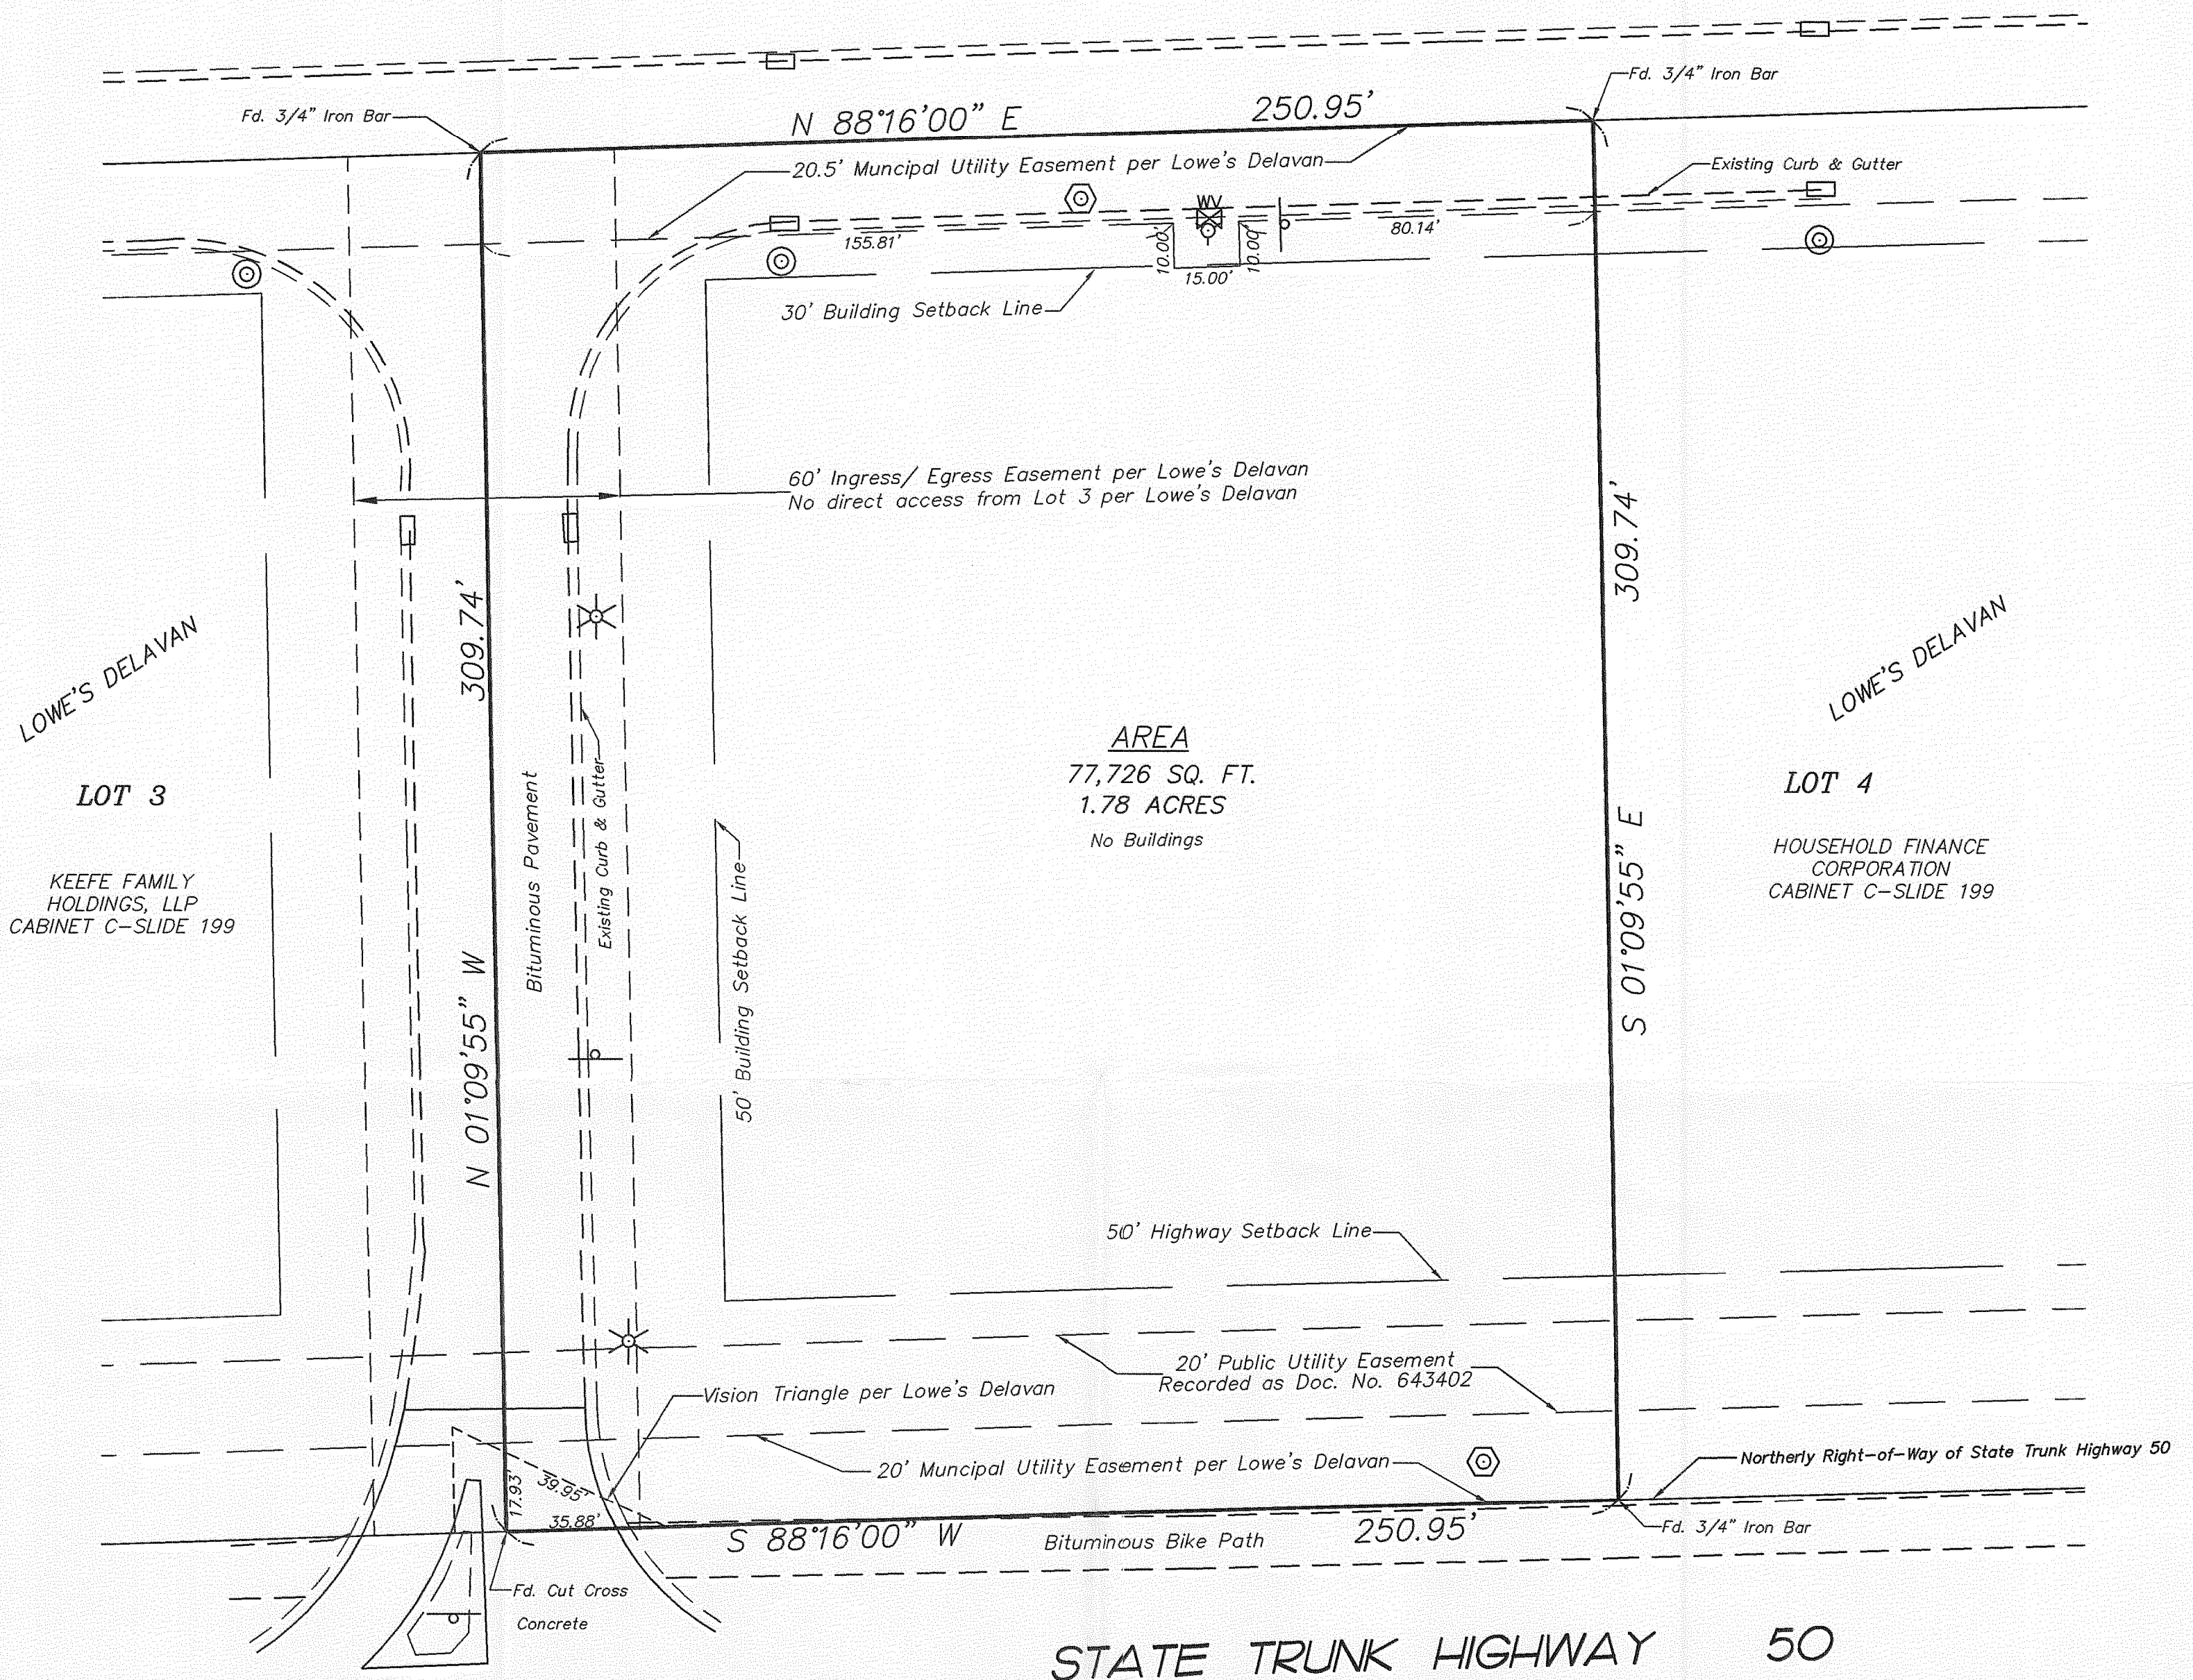 Fd. 3/4" Iron Bar
N 88°16'00" E 250.95'
Fd. 3/4" Iron Bar
20.5' Muncipal Utility Easement per Lowe's Delavan
Existing Curb & Gutter
WV
155.81'
10.00'
15.00'
10.00'
80.14'
30' Building Setback Line
60' Ingress/ Egress Easement per Lowe's Delavan
No direct access from Lot 3 per Lowe's Delavan
309.74'
N 01°09'55" W
309.74'
S 01°09'55" E
LOWE'S DELAVAN
LOT 3
KEEFE FAMILY
HOLDINGS, LLP
CABINET C-SLIDE 199
Bituminous Pavement
Existing Curb & Gutter
50' Building Setback Line
AREA
77,726 SQ. FT.
1.78 ACRES
No Buildings
LOWE'S DELAVAN
LOT 4
HOUSEHOLD FINANCE
CORPORATION
CABINET C-SLIDE 199
50' Highway Setback Line
20' Public Utility Easement
Recorded as Doc. No. 643402
Vision Triangle per Lowe's Delavan
20' Muncipal Utility Easement per Lowe's Delavan
Northerly Right-of-Way of State Trunk Highway 50
17.93'
39.95'
35.88'
S 88°16'00" W
Bituminous Bike Path
250.95'
Fd. 3/4" Iron Bar
Fd. Cut Cross
Concrete
STATE TRUNK HIGHWAY 50